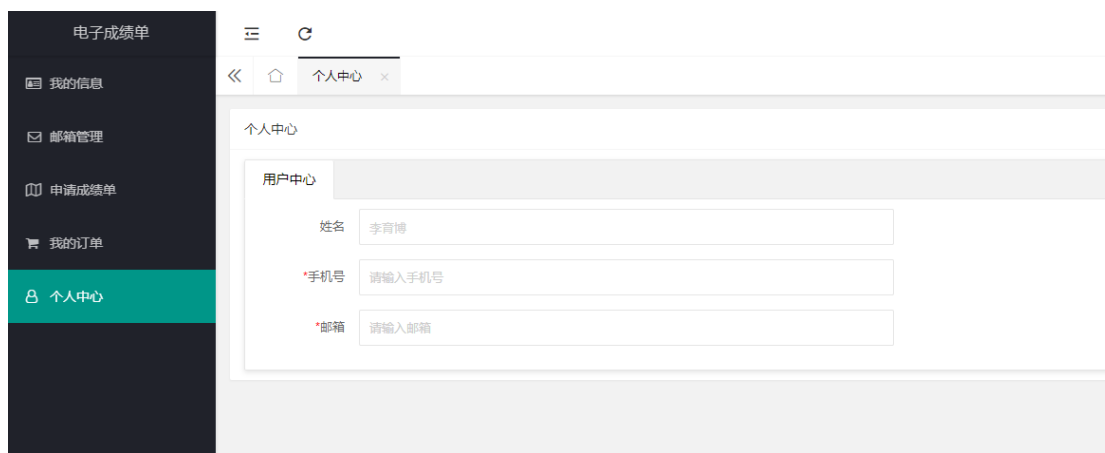 电子成绩单
我的信息
邮箱管理
申请成绩单
我的订单
个人中心
个人中心
个人中心
用户中心
姓名 李育博
*手机号 请输入手机号
*邮箱 请输入邮箱